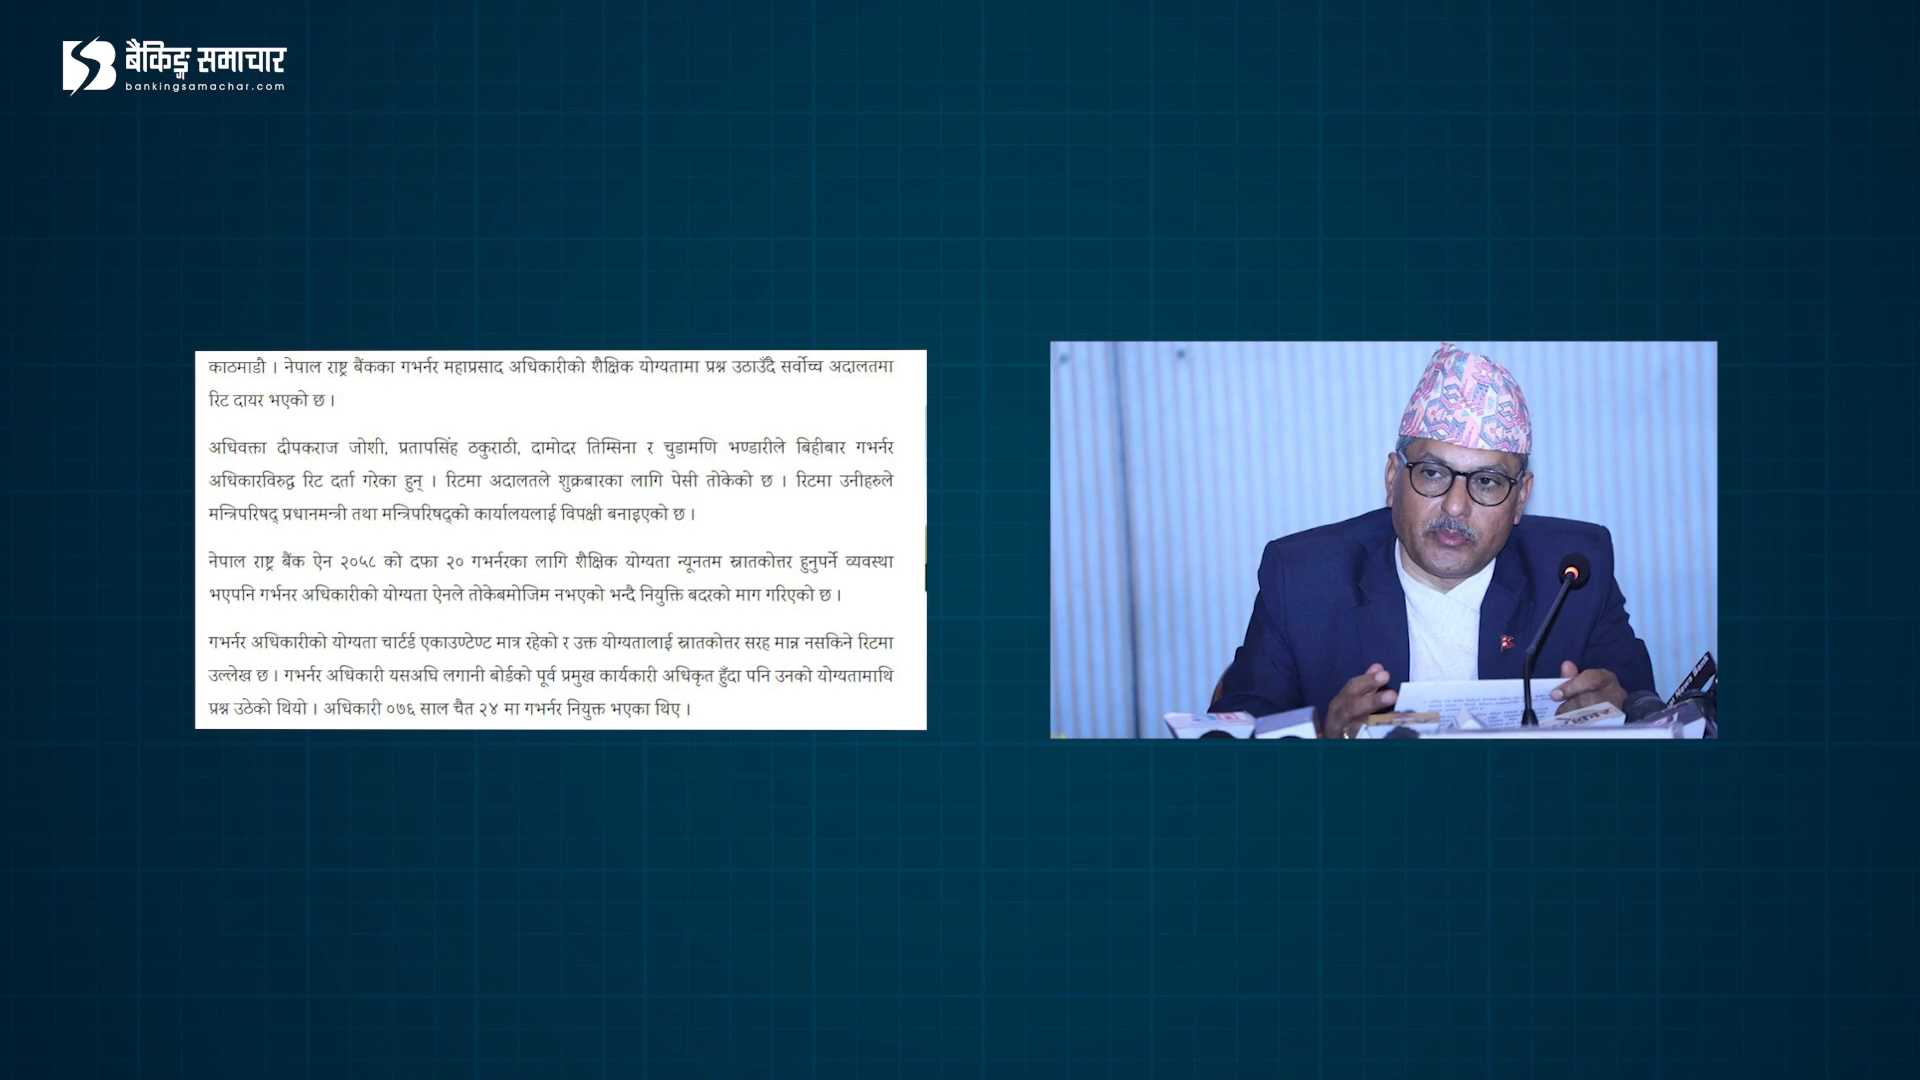 बैंकिङ्ग समाचार
bankingsamachar.com
काठमाडौ । नेपाल राष्ट्र बैंकका गभर्नर महाप्रसाद अधिकारीको शैक्षिक योग्यतामा प्रश्न उठाउँदै सर्वोच्च अदालतमा
रिट दायर भएको छ ।
अधिवक्ता दीपकराज जोशी, प्रतापसिंह ठकुराठी, दामोदर तिम्सिना र चुडामणि भण्डारीले बिहीबार गभर्नर
अधिकारविरुद्ध रिट दर्ता गरेका हुन् । रिटमा अदालतले शुक्रबारका लागि पेसी तोकेको छ । रिटमा उनीहरुले
मन्त्रिपरिषद् प्रधानमन्त्री तथा मन्त्रिपरिषद्को कार्यालयलाई विपक्षी बनाइएको छ ।
नेपाल राष्ट्र बैंक ऐन २०५८ को दफा २० गभर्नरका लागि शैक्षिक योग्यता न्यूनतम स्नातकोत्तर हुनुपर्ने व्यवस्था
भएपनि गर्भनर अधिकारीको योग्यता ऐनले तोकेबमोजिम नभएको भन्दै नियुक्ति बदरको माग गरिएको छ ।
गभर्नर अधिकारीको योग्यता चार्टर्ड एकाउण्टेण्ट मात्र रहेको र उक्त योग्यतालाई स्नातकोत्तर सरह मान्न नसकिने रिटमा
उल्लेख छ । गभर्नर अधिकारी यसअघि लगानी बोर्डको पूर्व प्रमुख कार्यकारी अधिकृत हुँदा पनि उनको योग्यतामाथि
प्रश्न उठेको थियो । अधिकारी ०७६ साल चैत २४ मा गभर्नर नियुक्त भएका थिए ।
News Bank